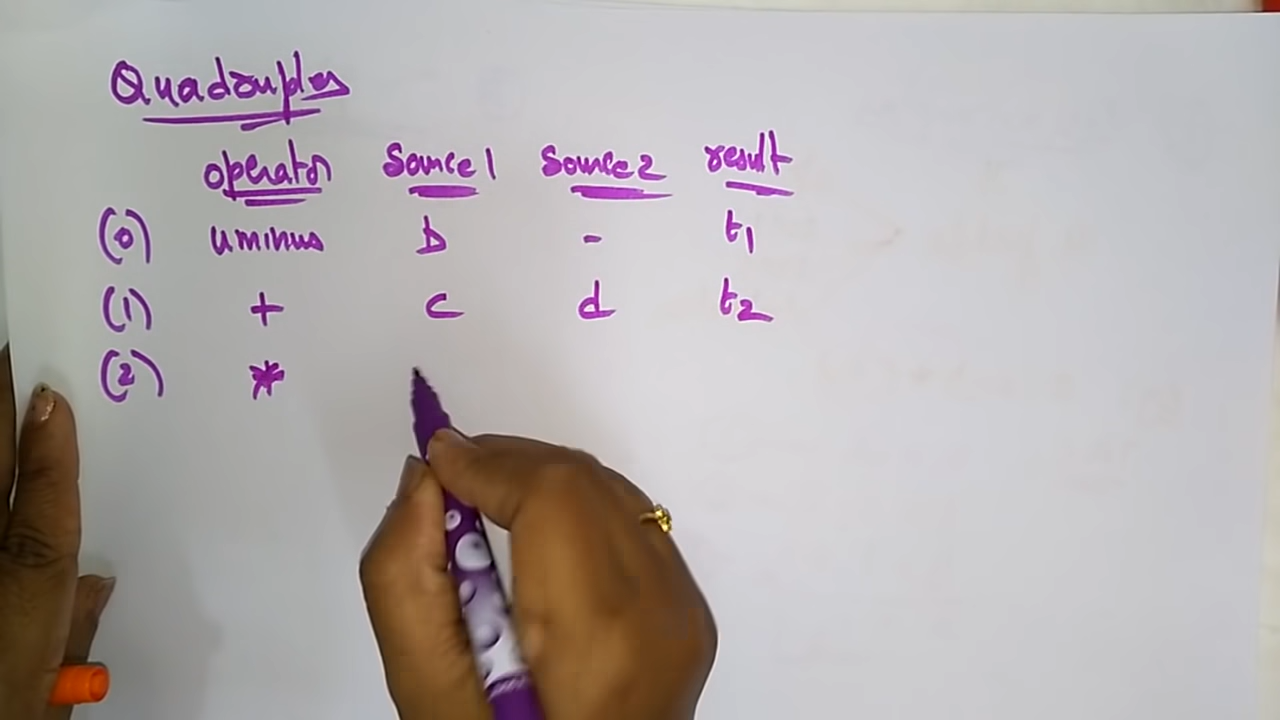 Quadruples
operator Source1 Source2 result
(0) uminus b - t1
(1) + c d t2
(2) *